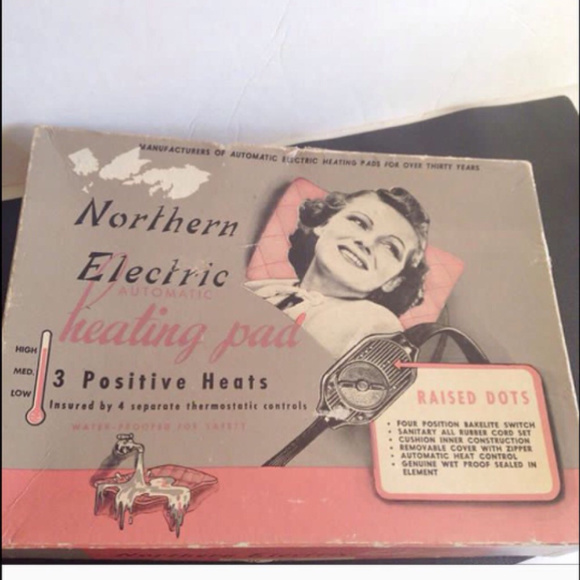 MANUFACTURERS OF AUTOMATIC ELECTRIC HEATING PADS FOR OVER THIRTY YEARS
Northern
Electric
AUTOMATIC
heating pad
HIGH
MED.
LOW
3 Positive Heats
Insured by 4 separate thermostatic controls
WATER-PROOFED FOR SAFETY
RAISED DOTS
• FOUR POSITION BAKELITE SWITCH
• SANITARY ALL RUBBER CORD SET
• CUSHION INNER CONSTRUCTION
• REMOVABLE COVER WITH ZIPPER
• AUTOMATIC HEAT CONTROL
• GENUINE WET PROOF SEALED IN
ELEMENT
Northern Electric